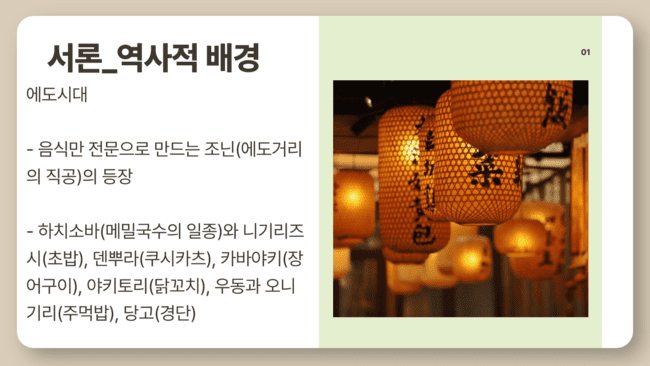 서론_역사적 배경
01
에도시대
- 음식만 전문으로 만드는 조닌(에도거리
의 직공)의 등장
- 하치소바(메밀국수의 일종)와 니기리즈
시(초밥), 덴뿌라(쿠시카츠), 카바야키(장
어구이), 야키토리(닭꼬치), 우동과 오니
기리(주먹밥), 당고(경단)
菜